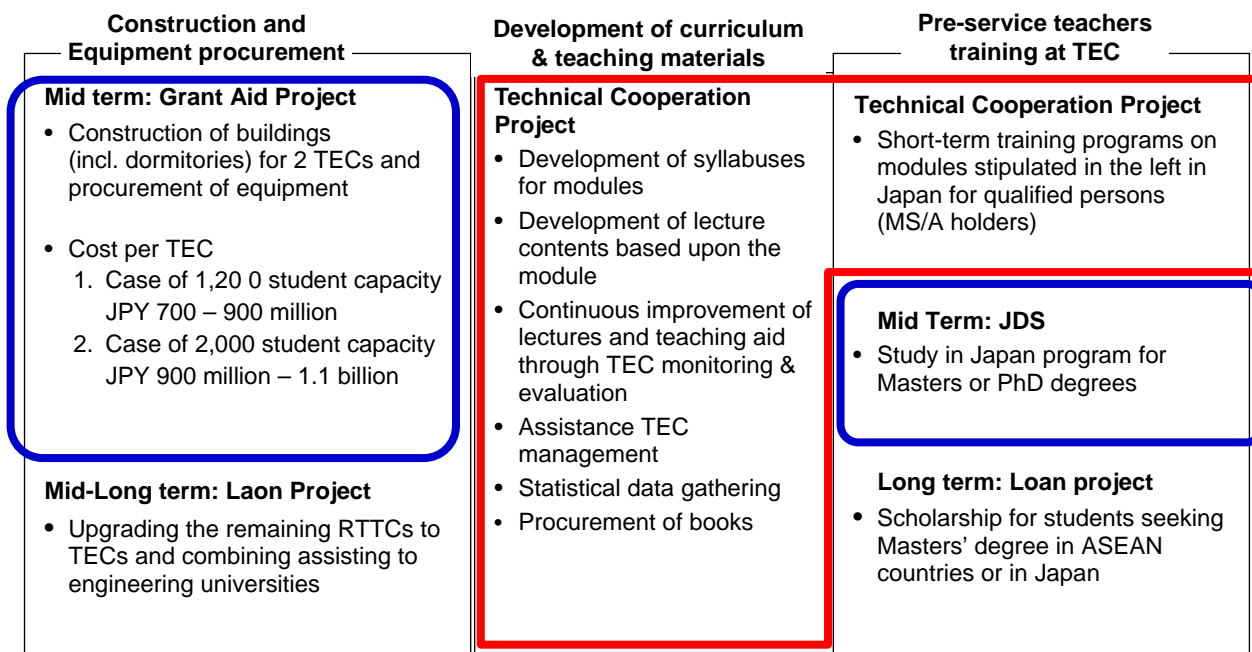 Construction and
Equipment procurement
Mid term: Grant Aid Project
• Construction of buildings
(incl. dormitories) for 2 TECs and
procurement of equipment
• Cost per TEC
1. Case of 1,20 0 student capacity
JPY 700 – 900 million
2. Case of 2,000 student capacity
JPY 900 million – 1.1 billion
Mid-Long term: Laon Project
• Upgrading the remaining RTTCs to
TECs and combining assisting to
engineering universities
Development of curriculum
& teaching materials
Technical Cooperation
Project
• Development of syllabuses
for modules
• Development of lecture
contents based upon the
module
• Continuous improvement of
lectures and teaching aid
through TEC monitoring &
evaluation
• Assistance TEC
management
• Statistical data gathering
• Procurement of books
Pre-service teachers
training at TEC
Technical Cooperation Project
• Short-term training programs on
modules stipulated in the left in
Japan for qualified persons
(MS/A holders)
Mid Term: JDS
• Study in Japan program for
Masters or PhD degrees
Long term: Loan project
• Scholarship for students seeking
Masters’ degree in ASEAN
countries or in Japan